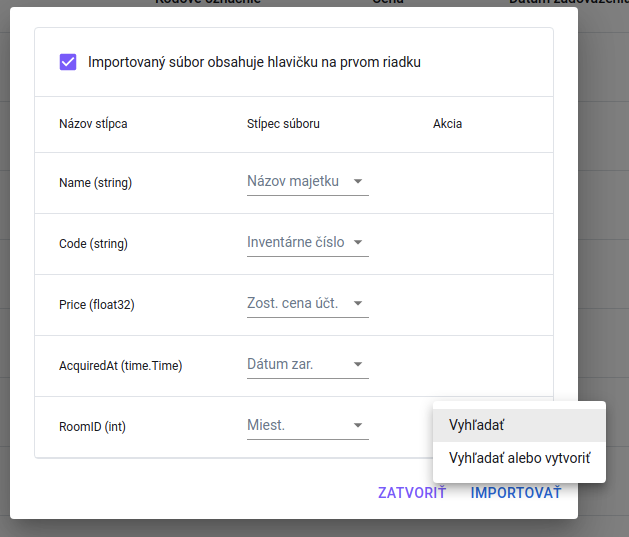 Kódové označenie Cena Dátum zaobstarania
Importovaný súbor obsahuje hlavičku na prvom riadku
Názov stĺpca Stĺpec súboru Akcia
Name (string) Názov majetku
Code (string) Inventárne číslo
Price (float32) Zost. cena účt.
AcquiredAt (time.Time) Dátum zar.
RoomID (int) Miest.
Vyhľadať
Vyhľadať alebo vytvoriť
ZATVORIŤ IMPORTOVAŤ